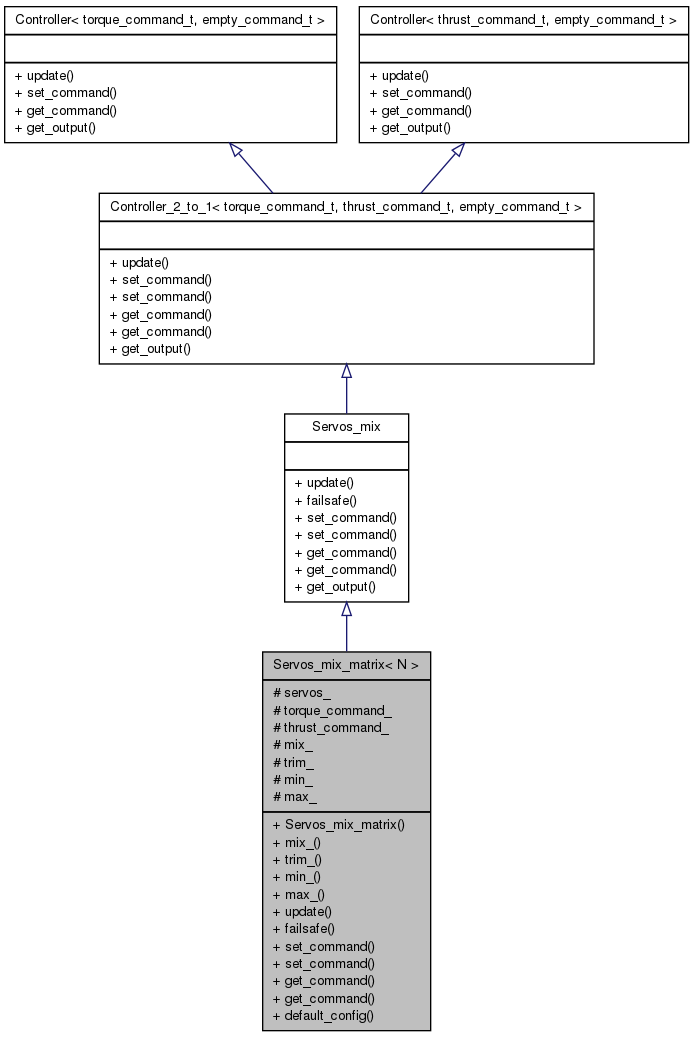 Controller< torque_command_t, empty_command_t >
+ update()
+ set_command()
+ get_command()
+ get_output()
Controller< thrust_command_t, empty_command_t >
+ update()
+ set_command()
+ get_command()
+ get_output()
Controller_2_to_1< torque_command_t, thrust_command_t, empty_command_t >
+ update()
+ set_command()
+ set_command()
+ get_command()
+ get_command()
+ get_output()
Servos_mix
+ update()
+ failsafe()
+ set_command()
+ set_command()
+ get_command()
+ get_command()
+ get_output()
Servos_mix_matrix< N >
# servos_
# torque_command_
# thrust_command_
# mix_
# trim_
# min_
# max_
+ Servos_mix_matrix()
+ mix_()
+ trim_()
+ min_()
+ max_()
+ update()
+ failsafe()
+ set_command()
+ set_command()
+ get_command()
+ get_command()
+ default_config()